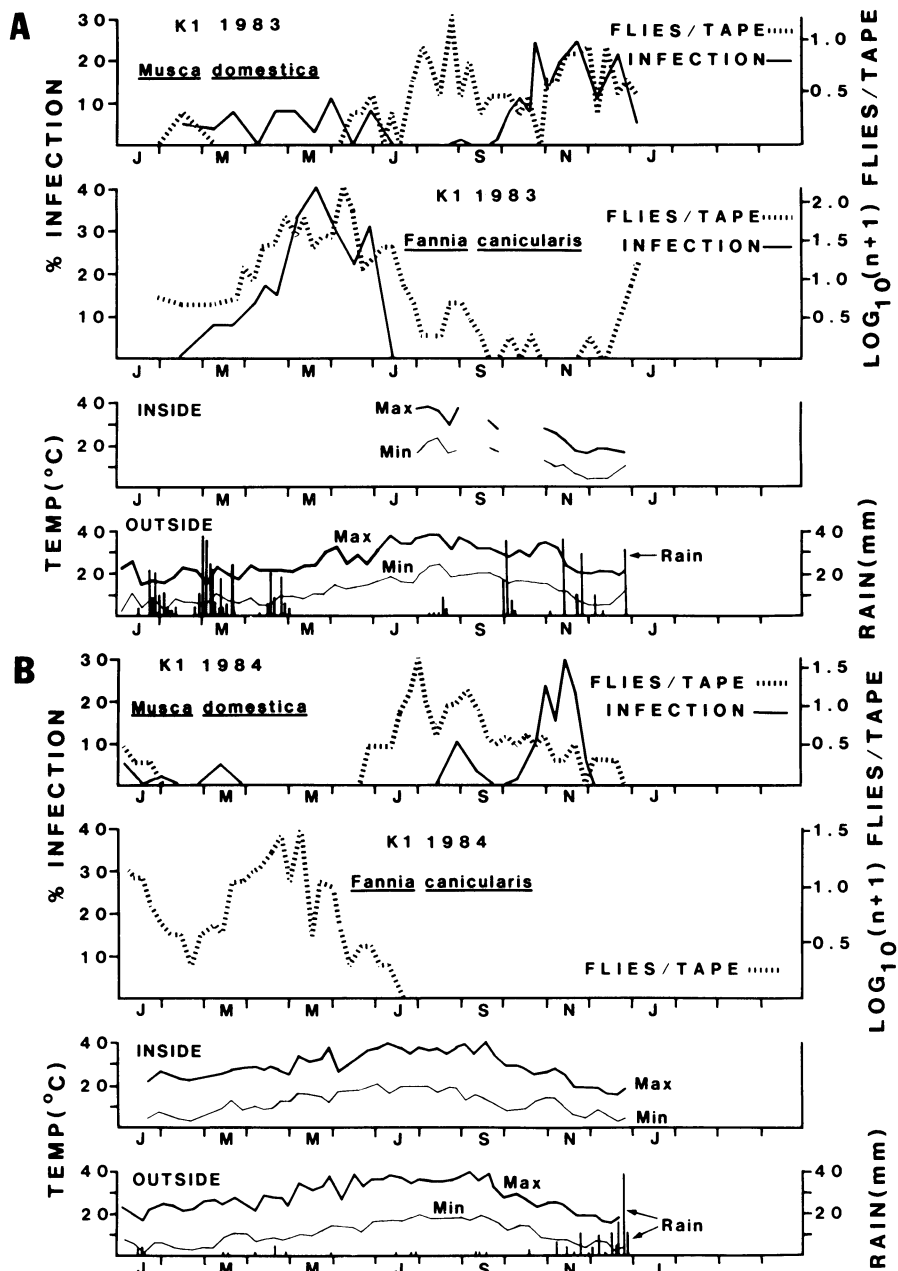 A
K1 1983
Musca domestica
FLIES/TAPE
INFECTION
30
20
10
1.0
0.5
J M M J S N J
% INFECTION
LOG10(n+1) FLIES/TAPE
K1 1983
Fannia canicularis
FLIES/TAPE
INFECTION
40
30
20
10
2.0
1.5
1.0
0.5
J M M J S N J
TEMP(°C)
INSIDE
Max
Min
40
20
J M M J S N J
OUTSIDE
Max
Min
Rain
40
20
40
20
RAIN(mm)
J M M J S N J
B
K1 1984
Musca domestica
FLIES/TAPE
INFECTION
30
20
10
1.5
1.0
0.5
J M M J S N J
% INFECTION
LOG10(n+1) FLIES/TAPE
K1 1984
Fannia canicularis
FLIES/TAPE
40
30
20
10
1.5
1.0
0.5
J M M J S N J
TEMP(°C)
INSIDE
Max
Min
40
20
J M M J S N J
OUTSIDE
Max
Min
Rain
40
20
40
20
RAIN(mm)
J M M J S N J